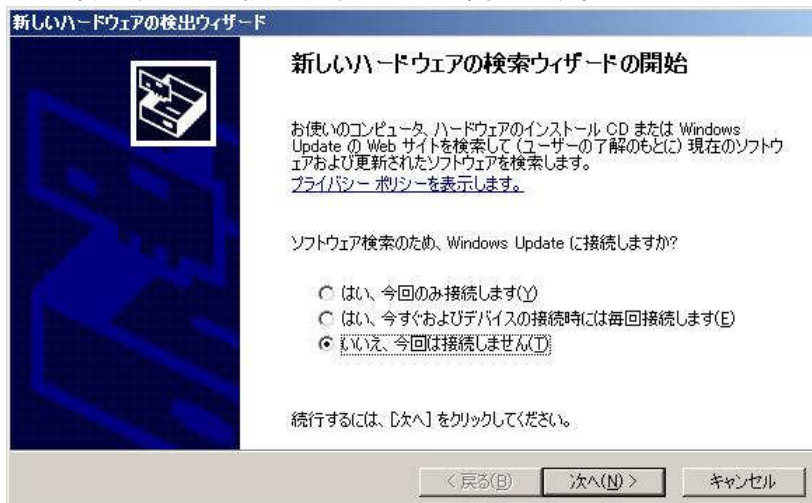 新しいハードウェアの検出ウィザード
新しいハードウェアの検索ウィザードの開始
お使いのコンピュータ、ハードウェアのインストール CD または Windows
Update の Web サイトを検索して (ユーザーの了解のもとに) 現在のソフトウ
ェアおよび更新されたソフトウェアを検索します。
プライバシー ポリシーを表示します。
ソフトウェア検索のため、Windows Update に接続しますか?
はい、今回のみ接続します(Y)
はい、今すぐおよびデバイスの接続時には毎回接続します(E)
いいえ、今回は接続しません(T)
続行するには、[次へ] をクリックしてください。
< 戻る(B)
次へ(N) >
キャンセル